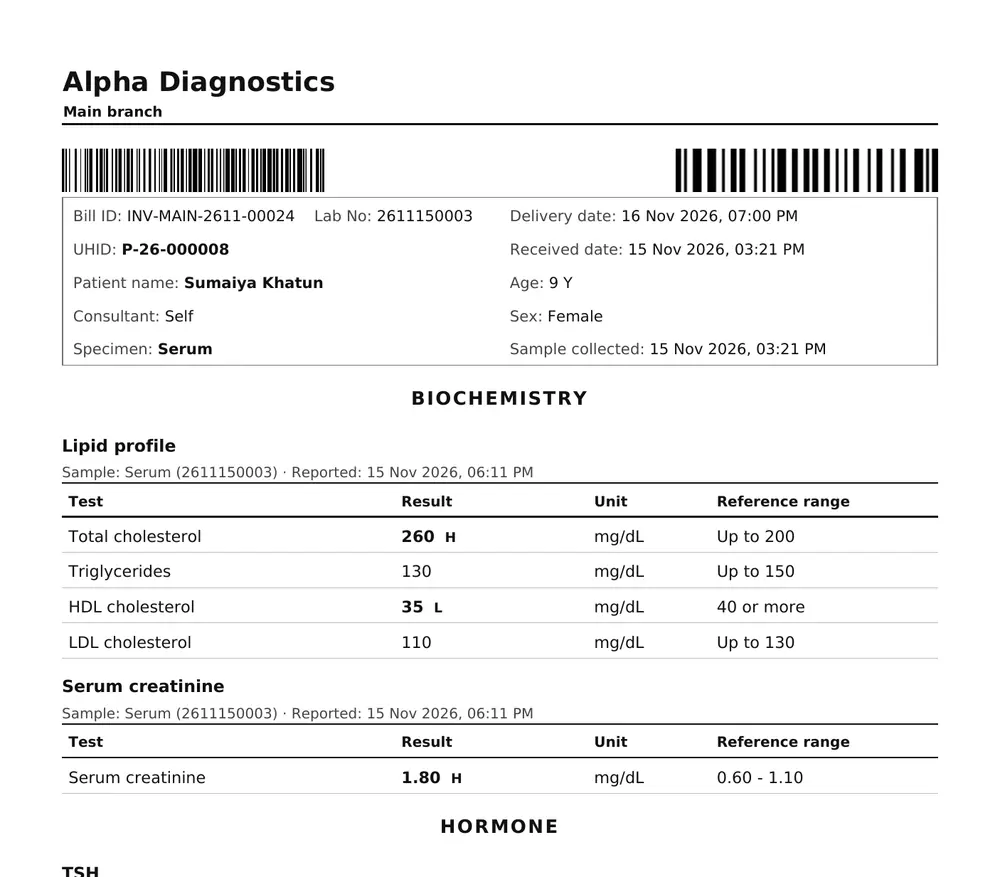 Alpha Diagnostics
Main branch
Bill ID: INV-MAIN-2611-00024 Lab No: 2611150003 Delivery date: 16 Nov 2026, 07:00 PM
UHID: P-26-000008 Received date: 15 Nov 2026, 03:21 PM
Patient name: Sumaiya Khatun Age: 9 Y
Consultant: Self Sex: Female
Specimen: Serum Sample collected: 15 Nov 2026, 03:21 PM
BIOCHEMISTRY
Lipid profile
Sample: Serum (2611150003) · Reported: 15 Nov 2026, 06:11 PM
Test Result Unit Reference range
Total cholesterol 260 H mg/dL Up to 200
Triglycerides 130 mg/dL Up to 150
HDL cholesterol 35 L mg/dL 40 or more
LDL cholesterol 110 mg/dL Up to 130
Serum creatinine
Sample: Serum (2611150003) · Reported: 15 Nov 2026, 06:11 PM
Test Result Unit Reference range
Serum creatinine 1.80 H mg/dL 0.60 - 1.10
HORMONE
TSH